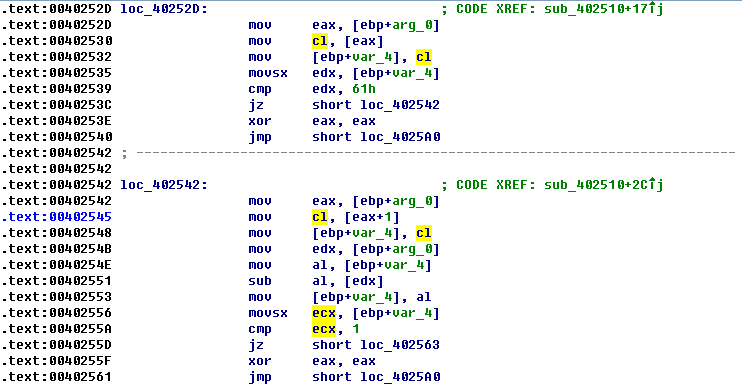 .text:0040252D loc_40252D: ; CODE XREF: sub_402510+17↑j
.text:0040252D mov eax, [ebp+arg_0]
.text:00402530 mov cl, [eax]
.text:00402532 mov [ebp+var_4], cl
.text:00402535 movsx edx, [ebp+var_4]
.text:00402539 cmp edx, 61h
.text:0040253C jz short loc_402542
.text:0040253E xor eax, eax
.text:00402540 jmp short loc_4025A0
.text:00402542 ; ---------------------------------------------------------------------------
.text:00402542
.text:00402542 loc_402542: ; CODE XREF: sub_402510+2C↑j
.text:00402542 mov eax, [ebp+arg_0]
.text:00402545 mov cl, [eax+1]
.text:00402548 mov [ebp+var_4], cl
.text:0040254B mov edx, [ebp+arg_0]
.text:0040254E mov al, [ebp+var_4]
.text:00402551 sub al, [edx]
.text:00402553 mov [ebp+var_4], al
.text:00402556 movsx ecx, [ebp+var_4]
.text:0040255A cmp ecx, 1
.text:0040255D jz short loc_402563
.text:0040255F xor eax, eax
.text:00402561 jmp short loc_4025A0